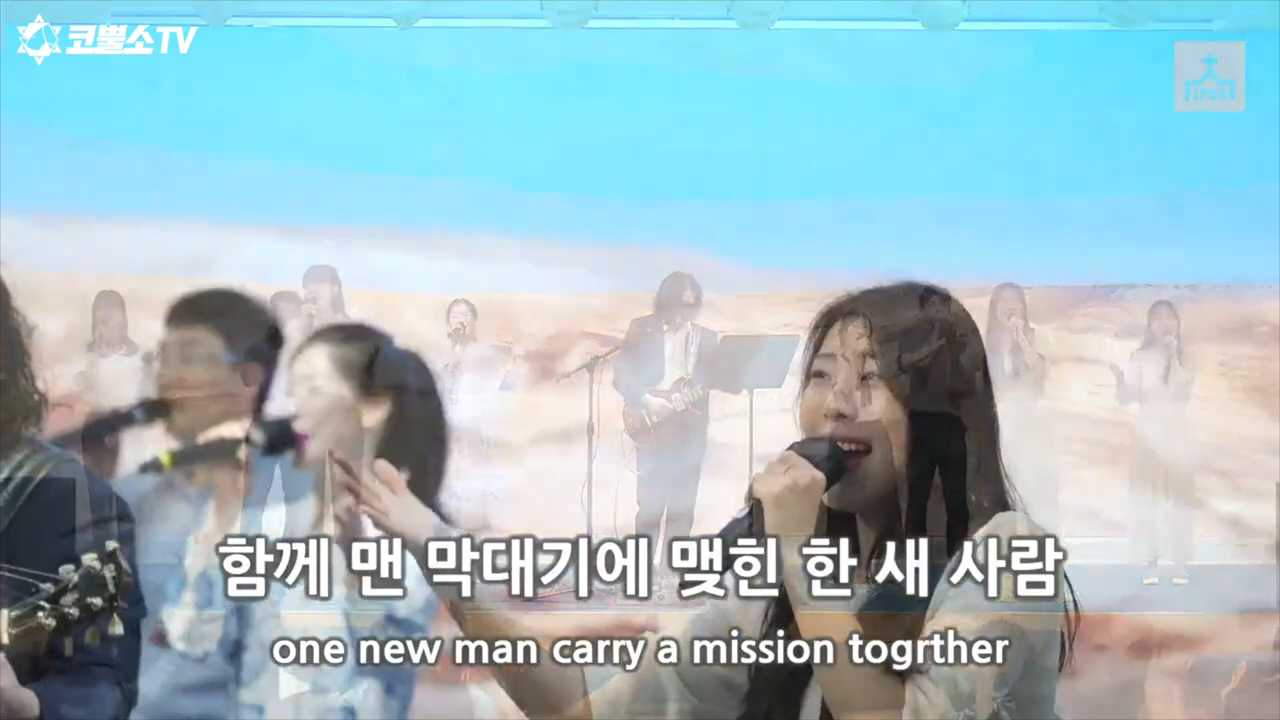 코뿔소TV
함께 맨 막대기에 맺힌 한 새 사람
one new man carry a mission togrther